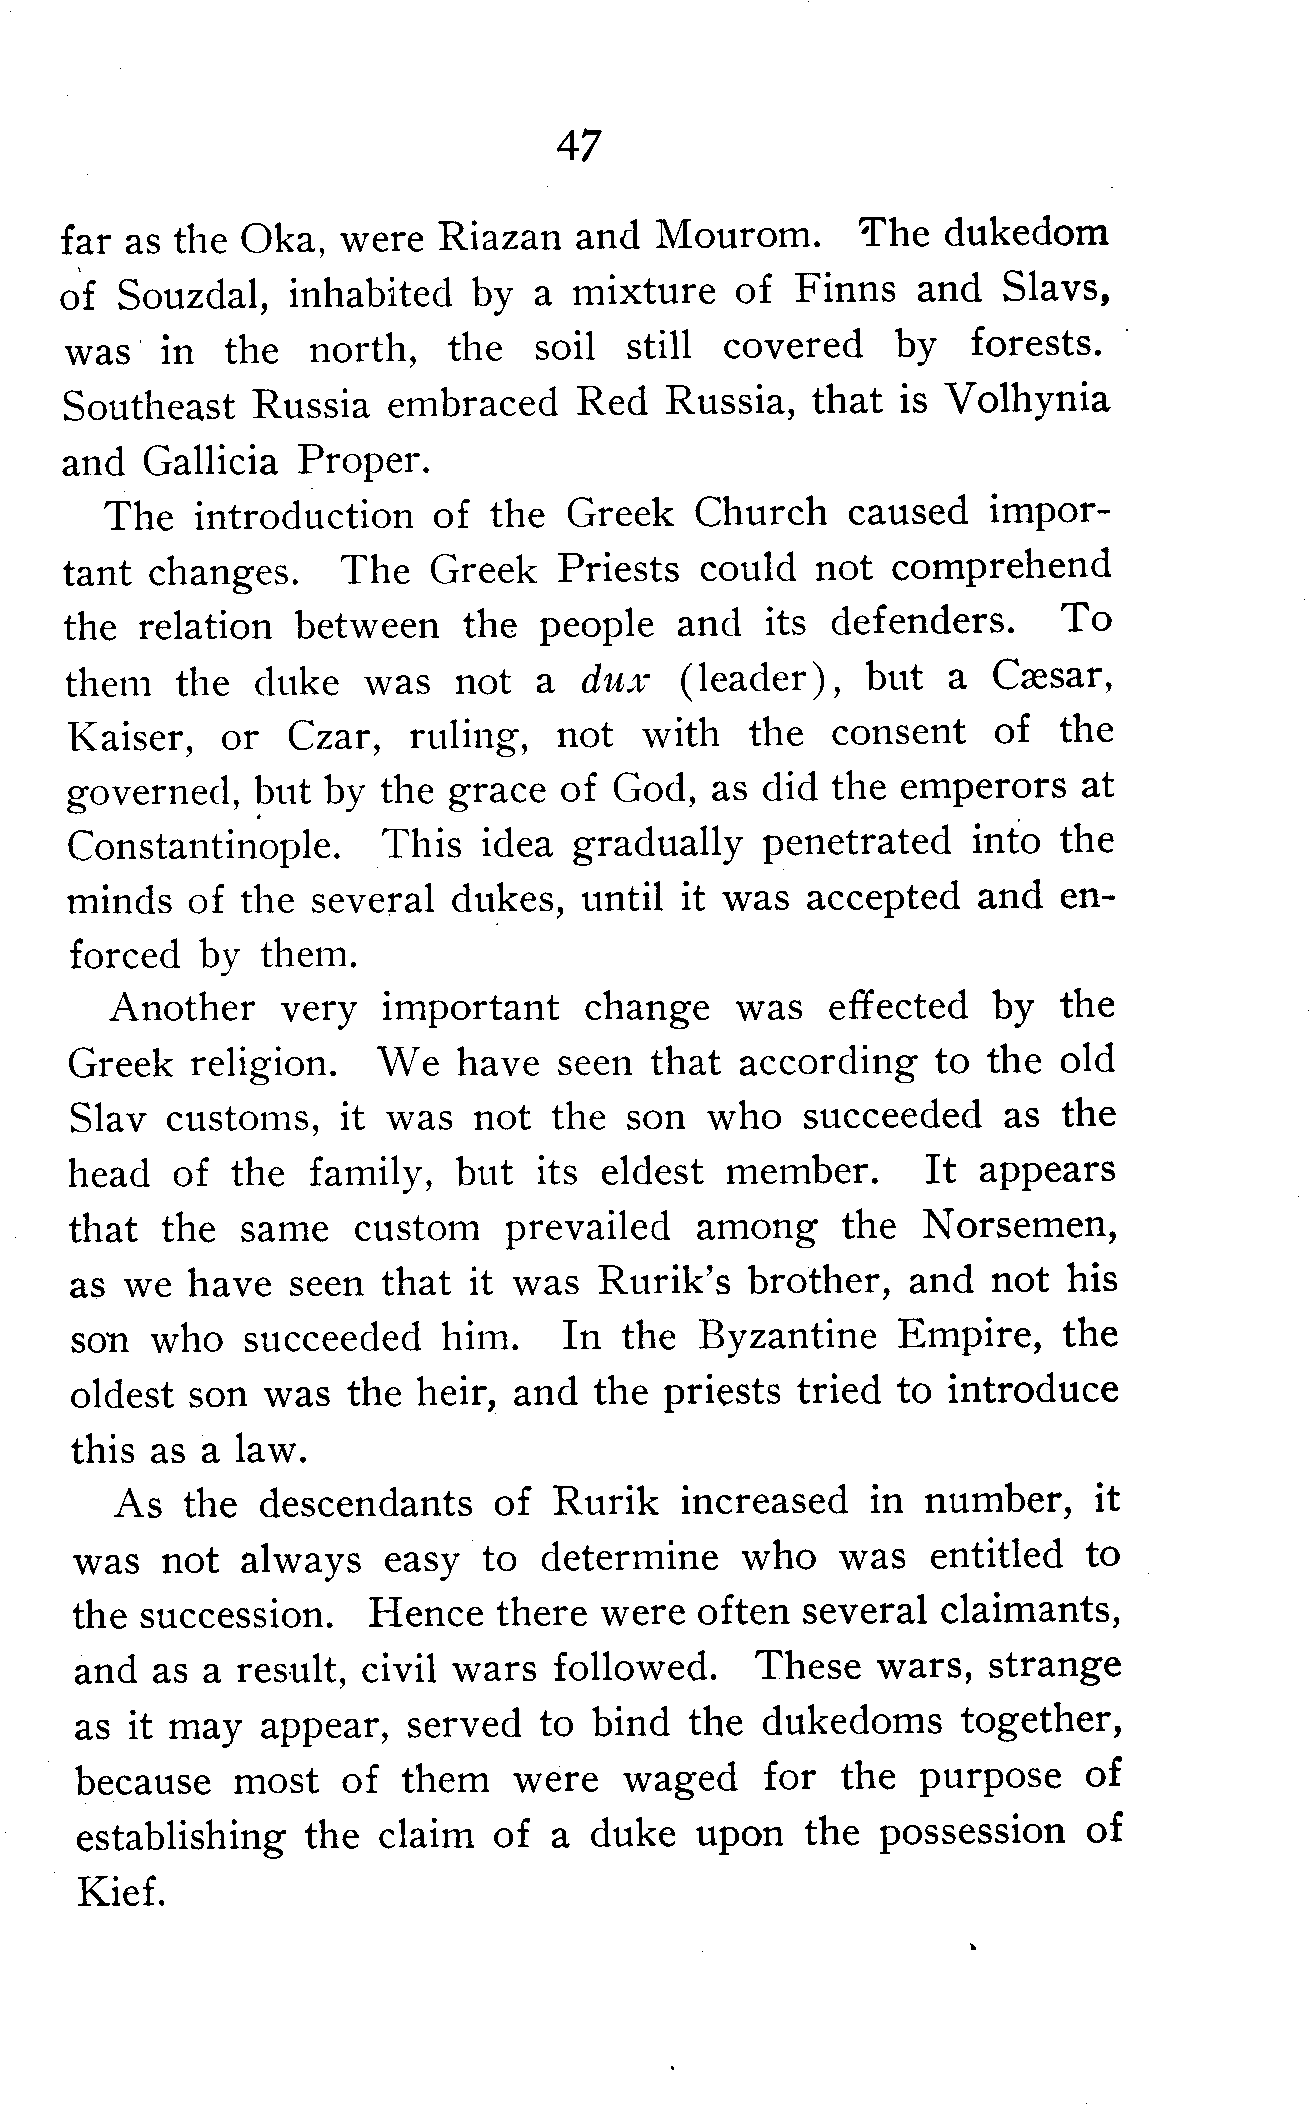 47
far as the Oka, were Riazan and Mourom. The dukedom
of Souzdal, inhabited by a mixture of Finns and Slavs,
was in the north, the soil still covered by forests.
Southeast Russia embraced Red Russia, that is Volhynia
and Gallicia Proper.
The introduction of the Greek Church caused impor-
tant changes. The Greek Priests could not comprehend
the relation between the people and its defenders. To
them the duke was not a dux (leader), but a Cæsar,
Kaiser, or Czar, ruling, not with the consent of the
governed, but by the grace of God, as did the emperors at
Constantinople. This idea gradually penetrated into the
minds of the several dukes, until it was accepted and en-
forced by them.
Another very important change was effected by the
Greek religion. We have seen that according to the old
Slav customs, it was not the son who succeeded as the
head of the family, but its eldest member. It appears
that the same custom prevailed among the Norsemen,
as we have seen that it was Rurik's brother, and not his
son who succeeded him. In the Byzantine Empire, the
oldest son was the heir, and the priests tried to introduce
this as a law.
As the descendants of Rurik increased in number, it
was not always easy to determine who was entitled to
the succession. Hence there were often several claimants,
and as a result, civil wars followed. These wars, strange
as it may appear, served to bind the dukedoms together,
because most of them were waged for the purpose of
establishing the claim of a duke upon the possession of
Kief.